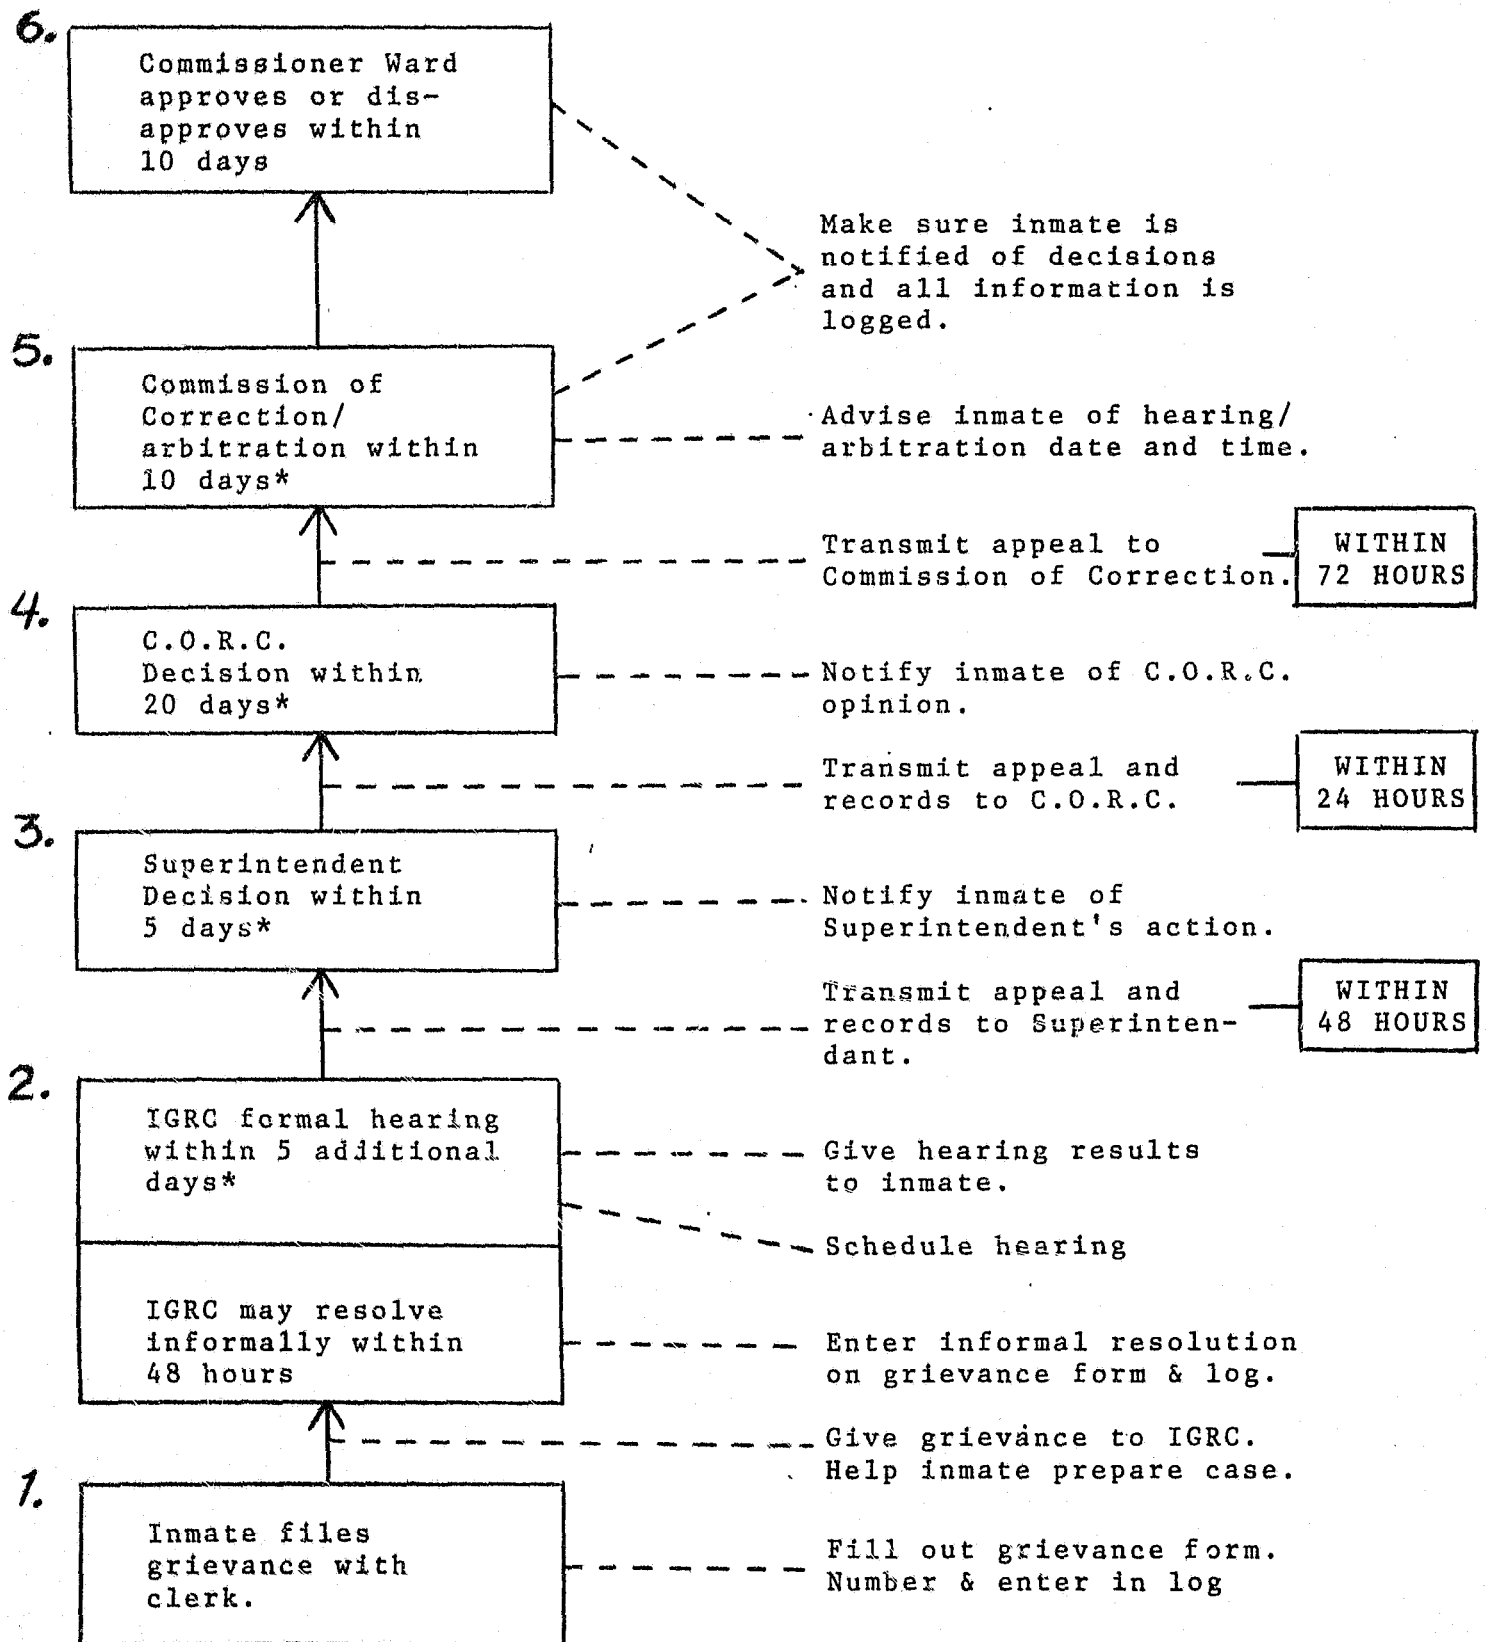 6.
Commissioner Ward
approves or dis-
approves within
10 days
Make sure inmate is
notified of decisions
and all information is
logged.
5.
Commission of
Correction/
arbitration within
10 days*
Advise inmate of hearing/
arbitration date and time.
Transmit appeal to
Commission of Correction.
WITHIN
72 HOURS
4.
C.O.R.C.
Decision within
20 days*
Notify inmate of C.O.R.C.
opinion.
Transmit appeal and
records to C.O.R.C.
WITHIN
24 HOURS
3.
Superintendent
Decision within
5 days*
Notify inmate of
Superintendent's action.
Transmit appeal and
records to Superinten-
dant.
WITHIN
48 HOURS
2.
IGRC formal hearing
within 5 additional
days*
Give hearing results
to inmate.
Schedule hearing
IGRC may resolve
informally within
48 hours
Enter informal resolution
on grievance form & log.
Give grievance to IGRC.
Help inmate prepare case.
1.
Inmate files
grievance with
clerk.
Fill out grievance form.
Number & enter in log